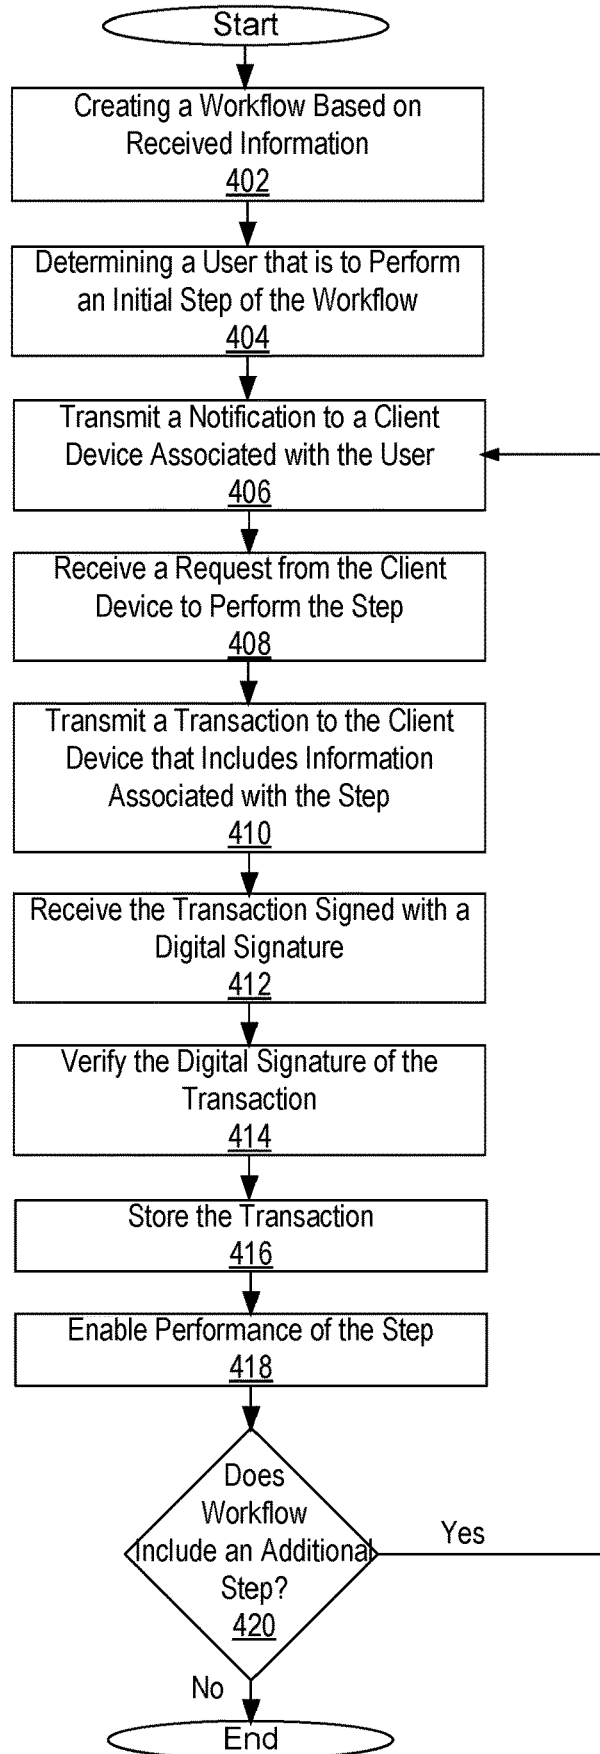 Start
Creating a Workflow Based on
Received Information
402
Determining a User that is to Perform
an Initial Step of the Workflow
404
Transmit a Notification to a Client
Device Associated with the User
406
Receive a Request from the Client
Device to Perform the Step
408
Transmit a Transaction to the Client
Device that Includes Information
Associated with the Step
410
Receive the Transaction Signed with a
Digital Signature
412
Verify the Digital Signature of the
Transaction
414
Store the Transaction
416
Enable Performance of the Step
418
Does
Workflow
Include an Additional
Step?
420
Yes
No
End